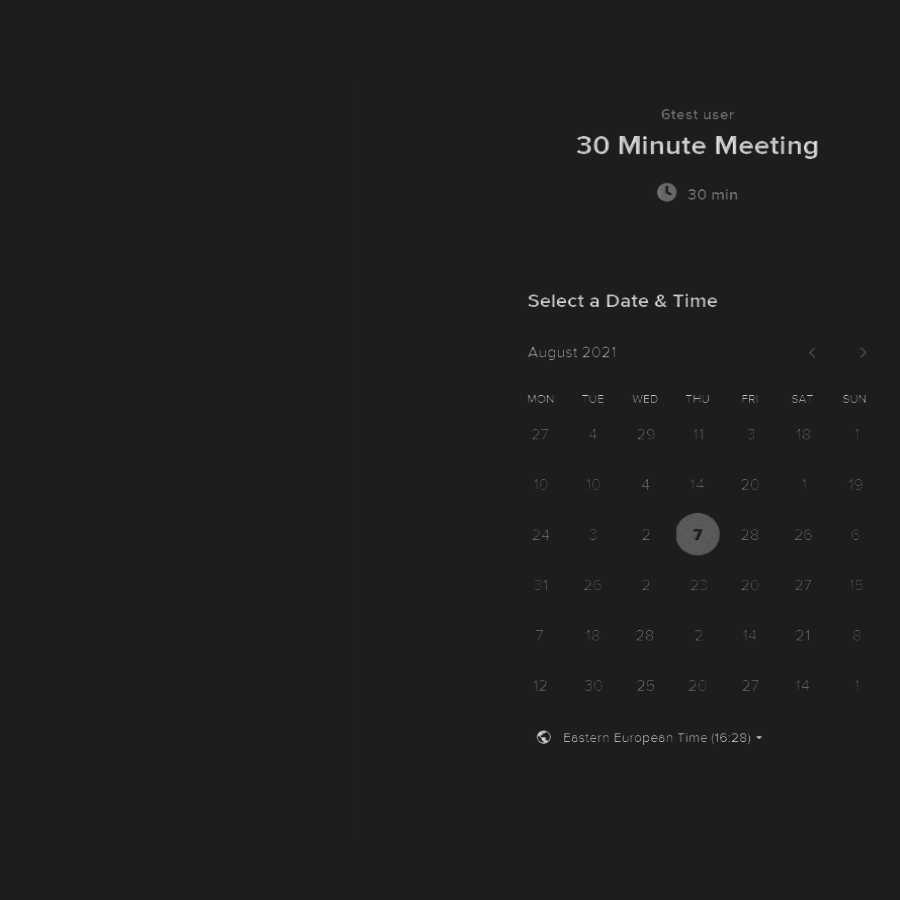 6test user
30 Minute Meeting
30 min
Select a Date & Time
August 2021
MON TUE WED THU FRI SAT SUN
27 4 29 11 3 18 1
10 10 4 14 20 1 19
24 3 2 7 28 26 6
31 26 2 23 20 27 15
7 18 28 2 14 21 8
12 30 25 20 27 14 1
Eastern European Time (16:28)